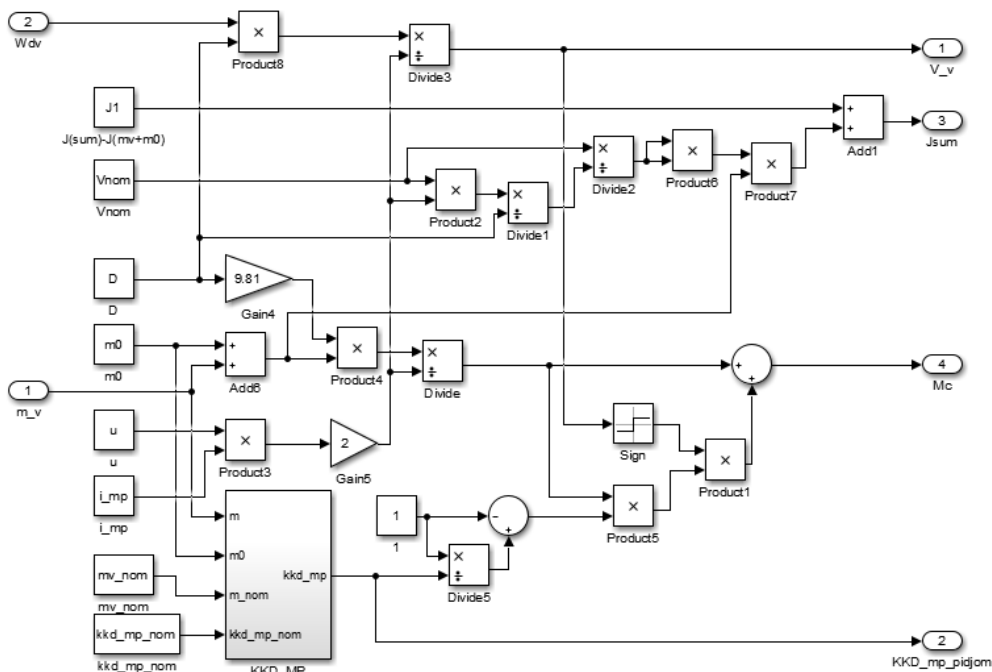 2
Wdv
×
Product8
×
÷
Divide3
1
V_v
J1
J(sum)-J(mv+m0)
+
+
Add1
3
Jsum
Vnom
Vnom
×
Product2
×
÷
Divide1
×
÷
Divide2
×
Product6
×
Product7
D
D
9.81
Gain4
m0
m0
+
+
Add6
×
Product4
×
÷
Divide
+
+
4
Mc
1
m_v
u
u
×
Product3
2
Gain5
Sign
×
Product1
i_mp
i_mp
m
m0
m_nom
kkd_mp_nom
kkd_mp
KKD_MP
1
1
−
+
×
Product5
×
÷
Divide5
mv_nom
mv_nom
kkd_mp_nom
kkd_mp_nom
2
KKD_mp_pidjom